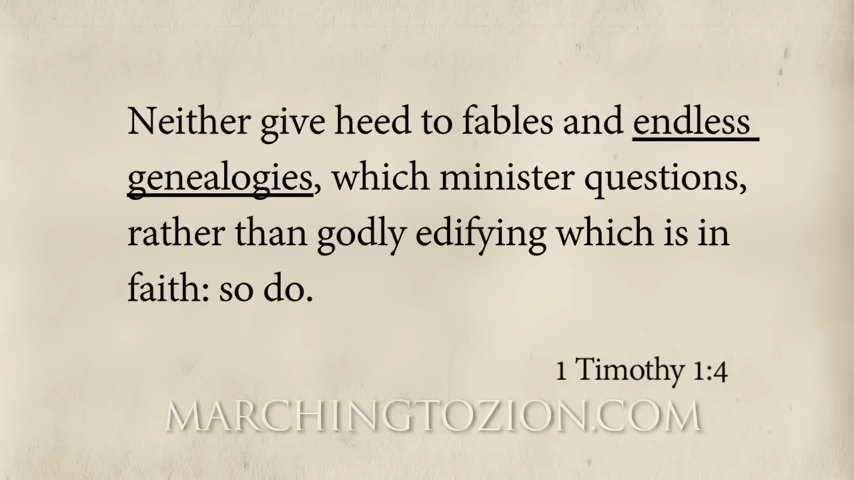 Neither give heed to fables and endless
genealogies, which minister questions,
rather than godly edifying which is in
faith: so do.
1 Timothy 1:4
MARCHINGTOZION.COM